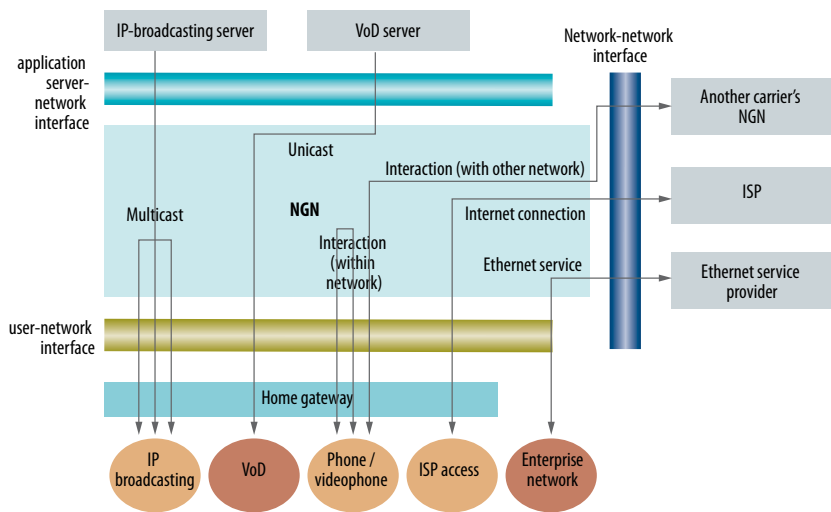 IP-broadcasting server
VoD server
Network-network
interface
application
server-
network
interface
Another carrier's
NGN
Unicast
Interaction (with other network)
NGN
ISP
Multicast
Internet connection
Interaction
(within
network)
Ethernet service
Ethernet service
provider
user-network
interface
Home gateway
IP
broadcasting
VoD
Phone /
videophone
ISP access
Enterprise
network